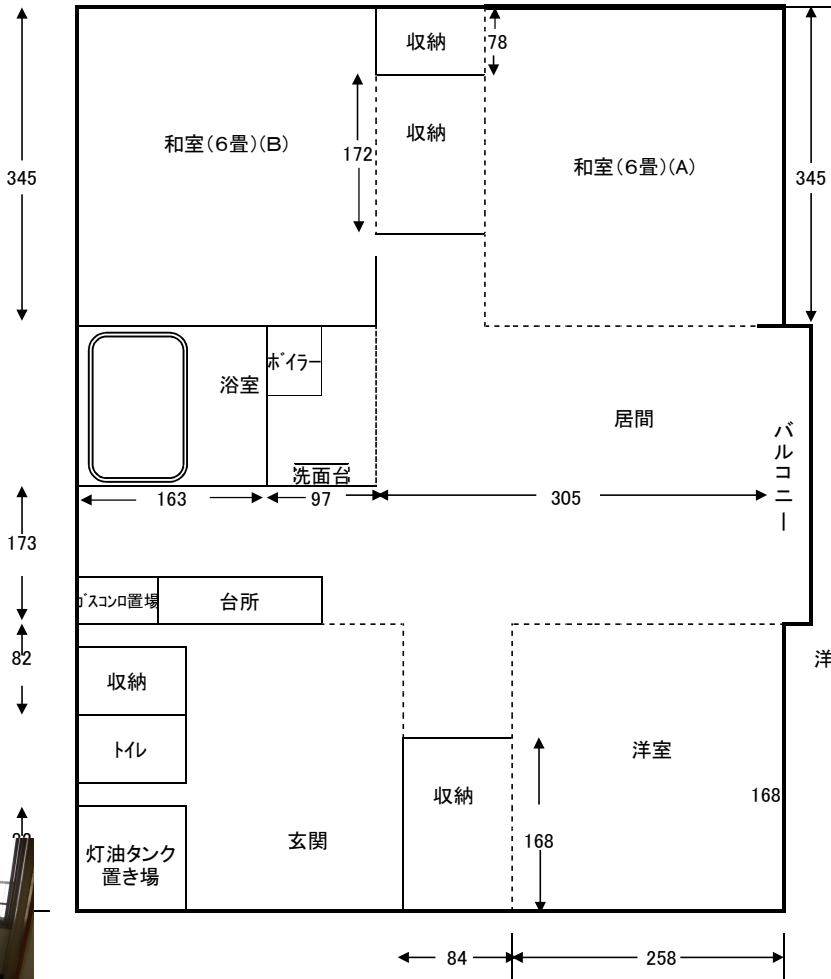 収納
78
収納
和室(6畳)(B)
172
和室(6畳)(A)
345
345
ﾎﾞｲﾗｰ
浴室
居間
バルコニー
洗面台
163
97
305
173
ｶﾞｽｺﾝﾛ置場
台所
82
洋
収納
ﾄｲﾚ
洋室
収納
168
168
玄関
灯油タンク
置き場
84
258